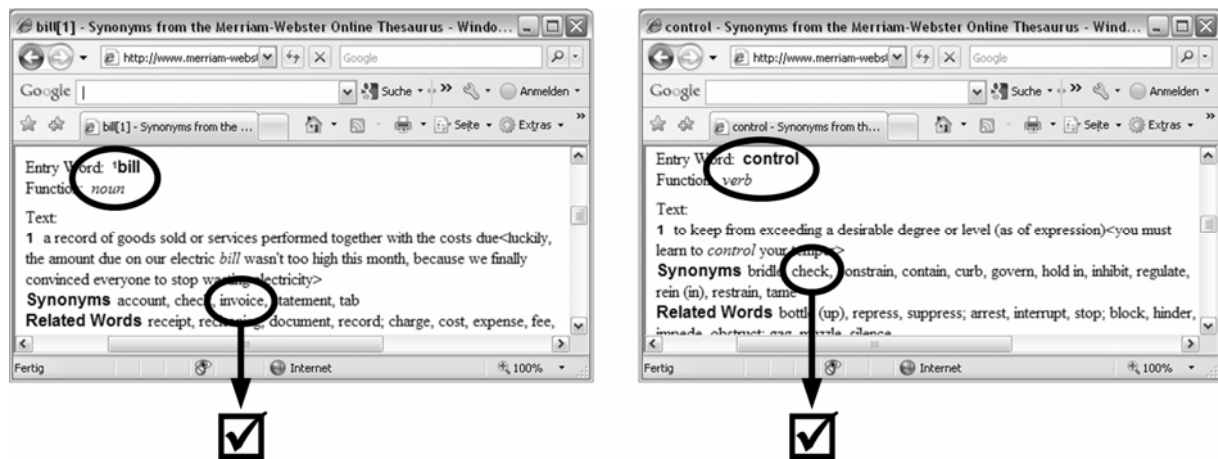 bill[1] - Synonyms from the Merriam-Webster Online Thesaurus - Windo...
http://www.merriam-webst
Google
Google
Suche
»
Anmelden
bill[1] - Synonyms from the ...
Seite
Extras
»
Entry Word: ¹bill
Function: noun
Text:
1 a record of goods sold or services performed together with the costs due<luckily,
the amount due on our electric bill wasn't too high this month, because we finally
convinced everyone to stop wasting electricity>
Synonyms account, check, invoice, statement, tab
Related Words receipt, reckoning, document, record; charge, cost, expense, fee,
Fertig
Internet
100%
control - Synonyms from the Merriam-Webster Online Thesaurus - Wind...
http://www.merriam-webst
Google
Google
Suche
»
Anmelden
control - Synonyms from th...
Seite
Extras
»
Entry Word: control
Function: verb
Text:
1 to keep from exceeding a desirable degree or level (as of expression)<you must
learn to control your temper>
Synonyms bridle, check, constrain, contain, curb, govern, hold in, inhibit, regulate,
rein (in), restrain, tame
Related Words bottle (up), repress, suppress; arrest, interrupt, stop; block, hinder,
impede, obstruct; gag, muzzle, silence
Fertig
Internet
100%